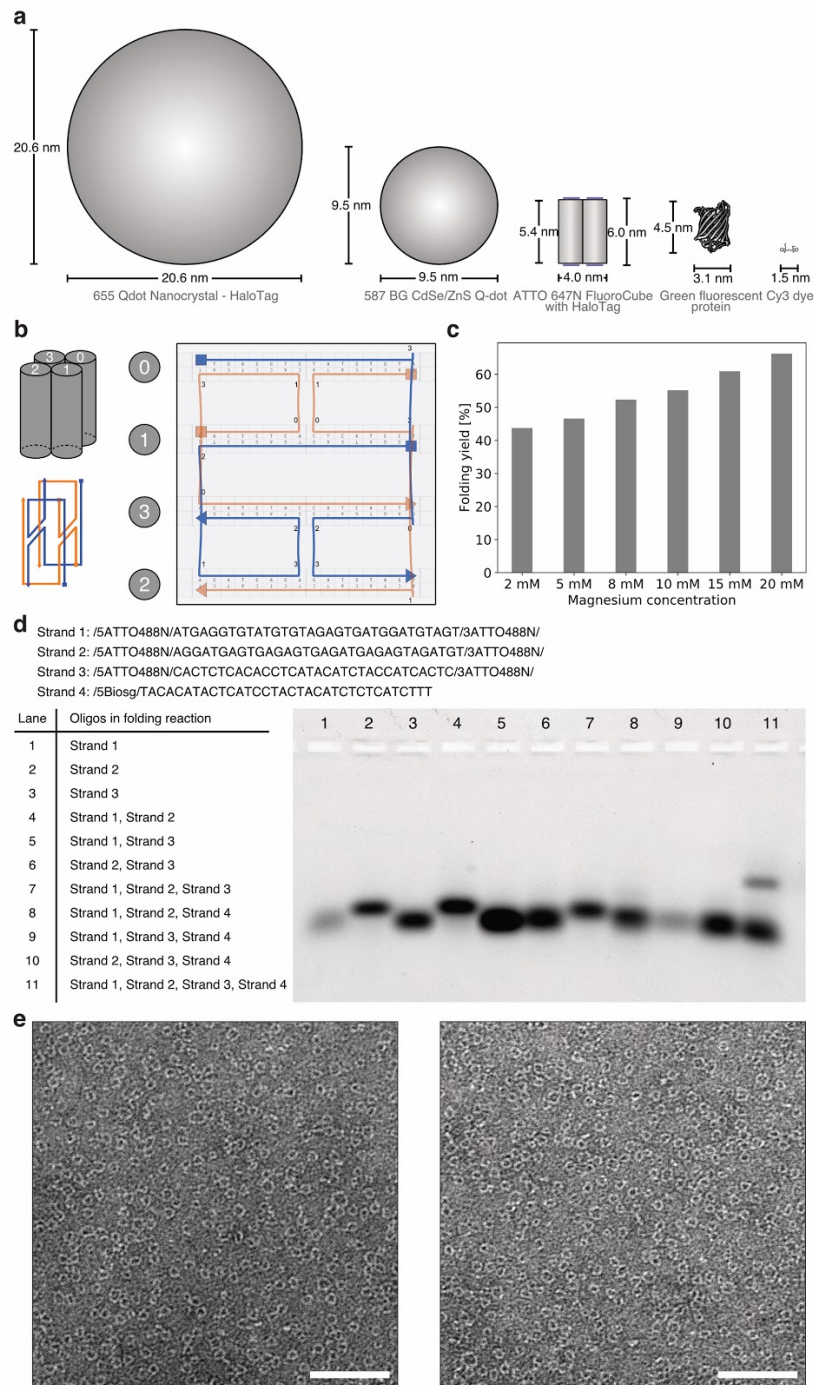 a
20.6 nm
20.6 nm
655 Qdot Nanocrystal - HaloTag
9.5 nm
9.5 nm
587 BG CdSe/ZnS Q-dot
5.4 nm
6.0 nm
4.0 nm
ATTO 647N FluoroCube
with HaloTag
4.5 nm
3.1 nm
Green fluorescent
protein
1.5 nm
Cy3 dye
b
3 0
2 1
0
1
3
2
c
Folding yield [%]
60
50
40
30
20
10
0
2 mM 5 mM 8 mM 10 mM 15 mM 20 mM
Magnesium concentration
d
Strand 1: /5ATTO488N/ATGAGGTGTATGTGTAGAGTGATGGATGTAGT/3ATTO488N/
Strand 2: /5ATTO488N/AGGATGAGTGAGAGTGAGATGAGAGTAGATGT/3ATTO488N/
Strand 3: /5ATTO488N/CACTCTCACACCTCATACATCTACCATCACTC/3ATTO488N/
Strand 4: /5Biosg/TACACATACTCATCCTACTACATCTCTCATCTTT
Lane Oligos in folding reaction
1 Strand 1
2 Strand 2
3 Strand 3
4 Strand 1, Strand 2
5 Strand 1, Strand 3
6 Strand 2, Strand 3
7 Strand 1, Strand 2, Strand 3
8 Strand 1, Strand 2, Strand 4
9 Strand 1, Strand 3, Strand 4
10 Strand 2, Strand 3, Strand 4
11 Strand 1, Strand 2, Strand 3, Strand 4
1 2 3 4 5 6 7 8 9 10 11
e